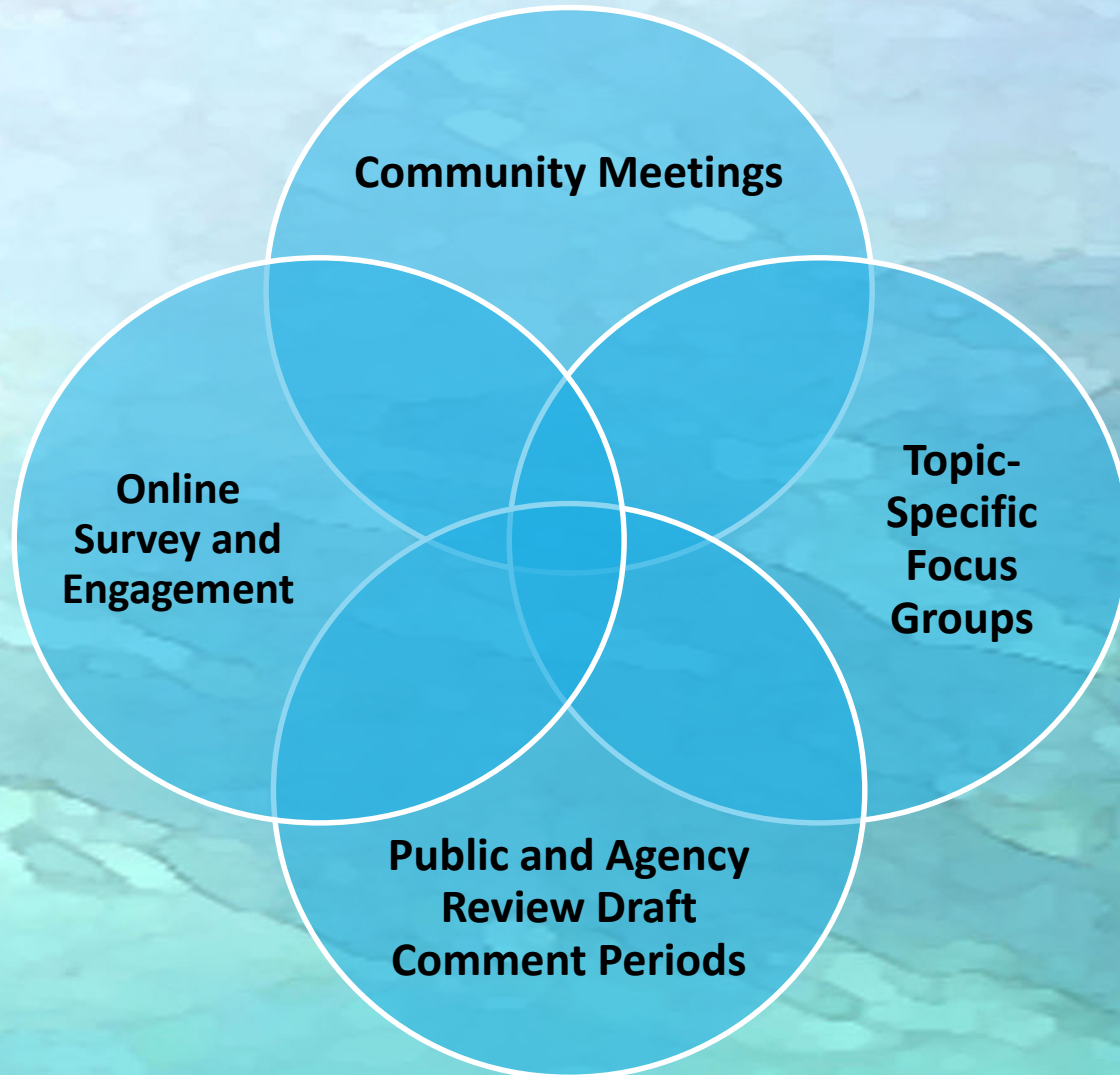 Community Meetings
Online
Survey and
Engagement
Topic-
Specific
Focus
Groups
Public and Agency
Review Draft
Comment Periods